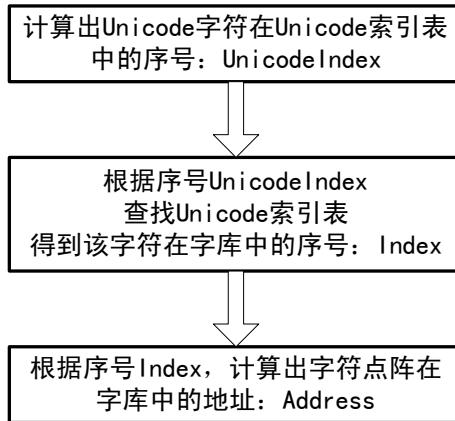 计算出Unicode字符在Unicode索引表
中的序号：UnicodeIndex
根据序号UnicodeIndex
查找Unicode索引表
得到该字符在字库中的序号：Index
根据序号Index，计算出字符点阵在
字库中的地址：Address